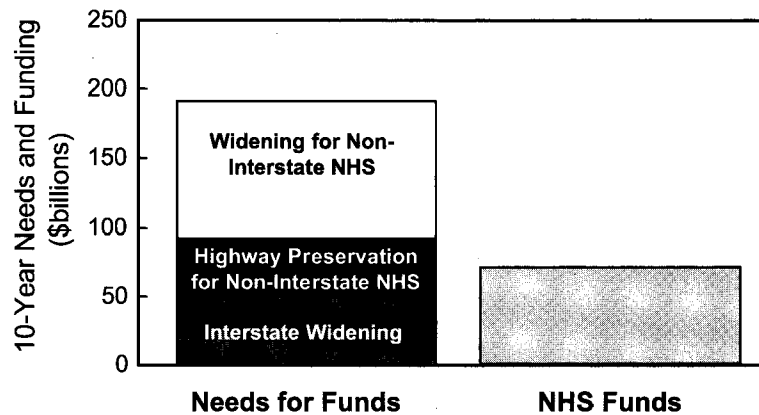 10-Year Needs and Funding
($billions)
250
200
150
100
50
0
Widening for Non-
Interstate NHS
Highway Preservation
for Non-Interstate NHS
Interstate Widening
Needs for Funds
NHS Funds